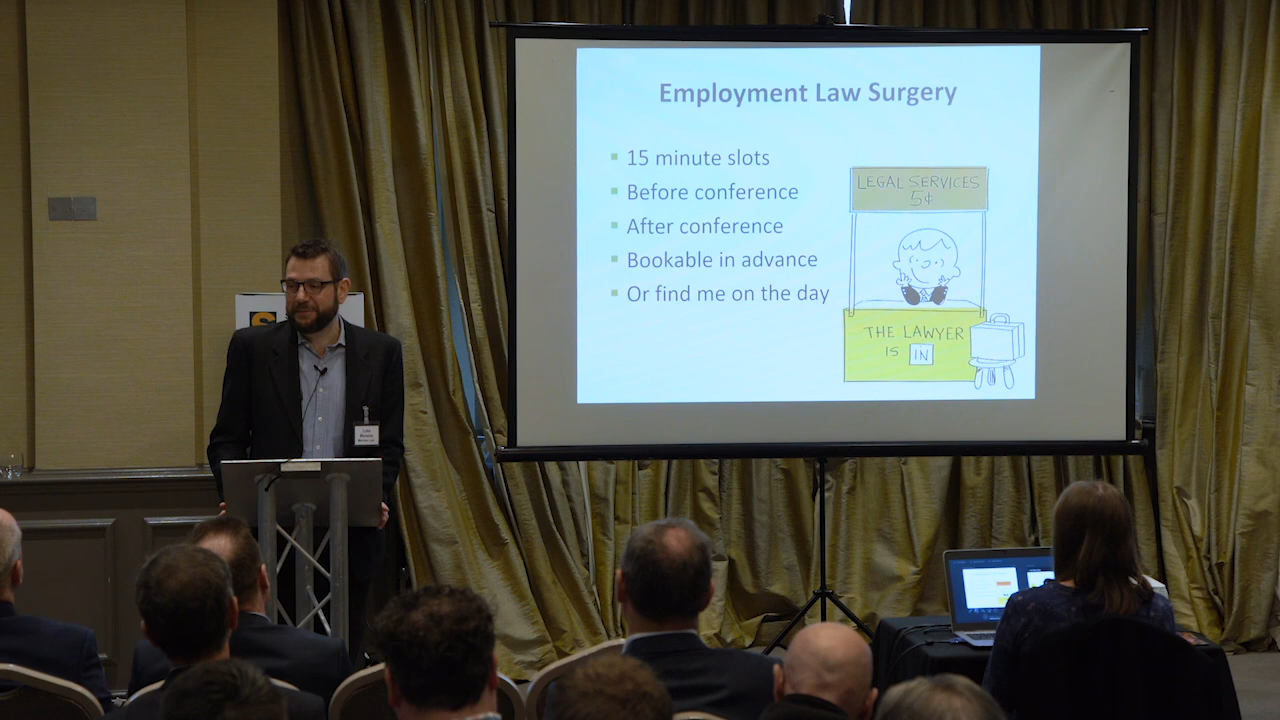 Employment Law Surgery
15 minute slots
Before conference
After conference
Bookable in advance
Or find me on the day
LEGAL SERVICES
5¢
THE LAWYER
IS IN
S